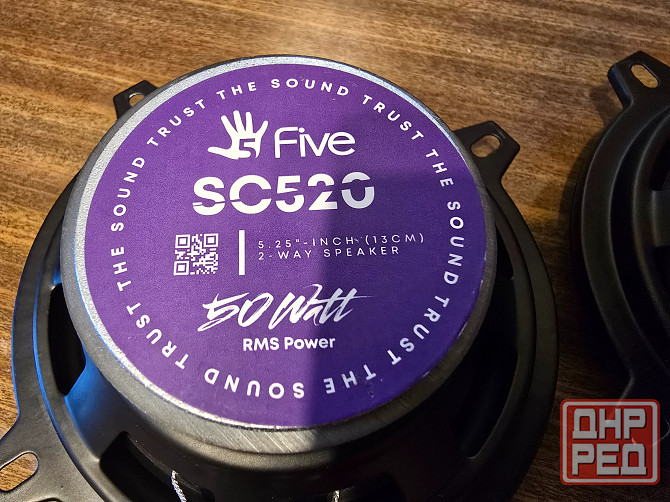 TRUST THE SOUND TRUST THE SOUND TRUST THE SOUND TRUST THE SOUND
5 Five
SC520
5.25"-INCH (13CM)
2-WAY SPEAKER
50 Watt
RMS Power
ДНР
РЕД